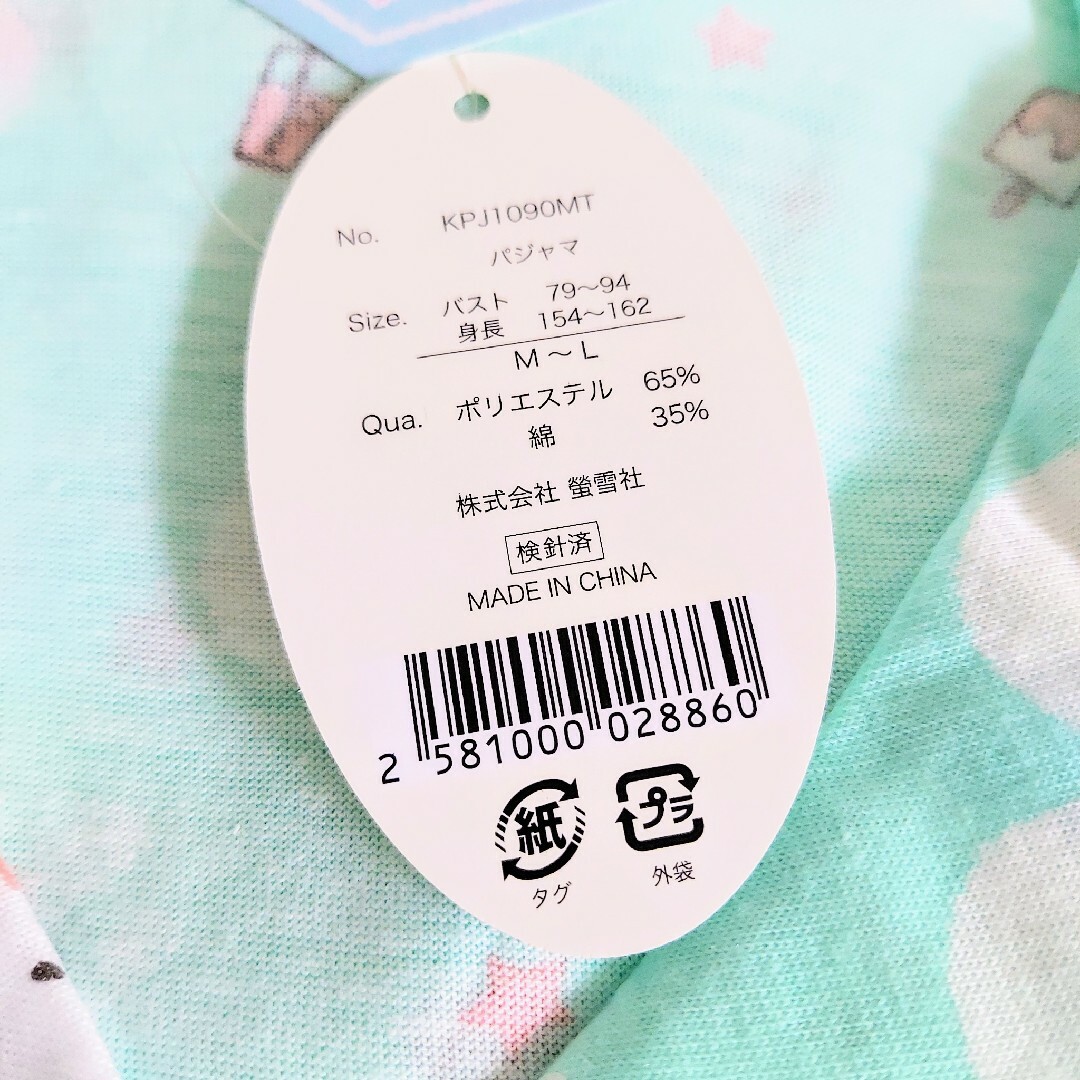 No. KPJ1090MT
パジャマ
Size. バスト 79～94
身長 154～162
M～L
Qua. ポリエステル 65%
綿 35%
株式会社 螢雪社
検針済
MADE IN CHINA
2 581000 028860
紙 プラ
タグ 外袋